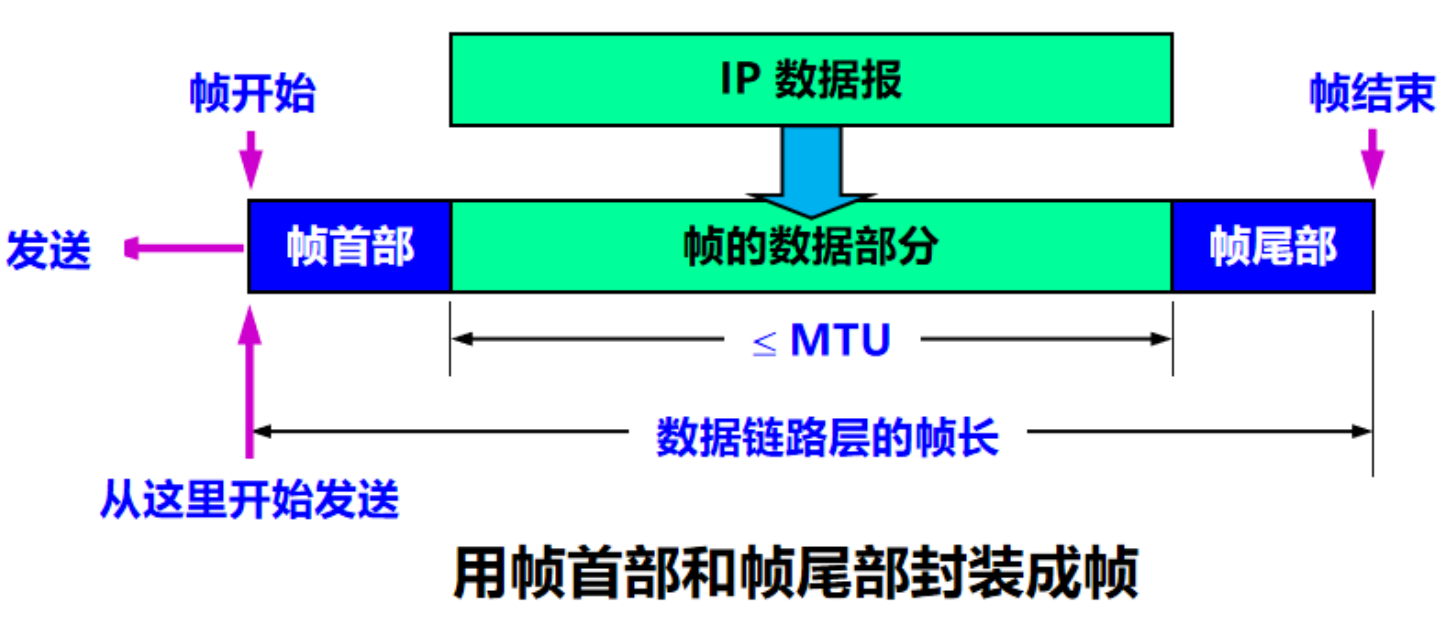 IP 数据报
帧开始
帧结束
发送
帧首部
帧的数据部分
帧尾部
≤ MTU
数据链路层的帧长
从这里开始发送
用帧首部和帧尾部封装成帧